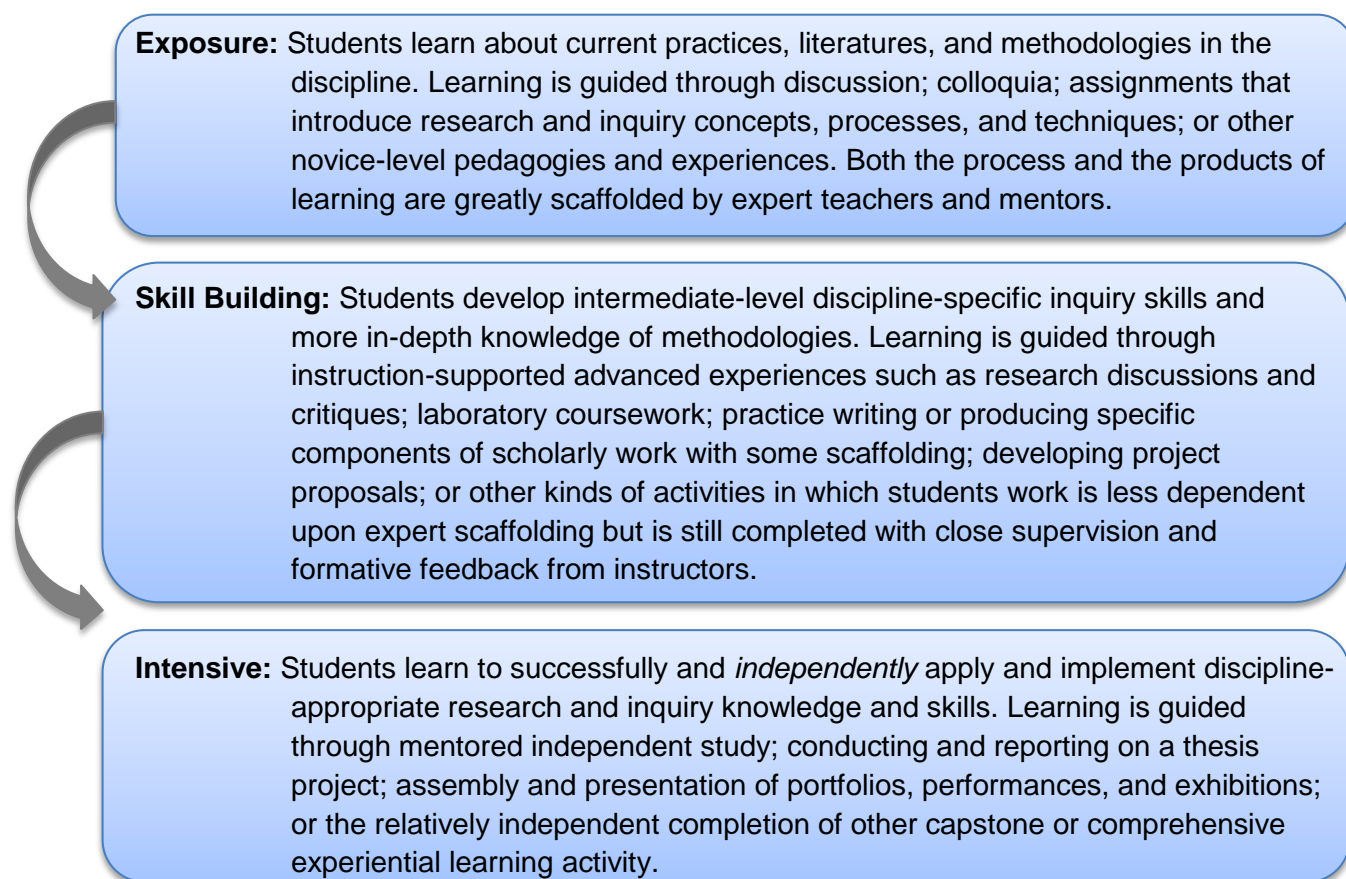 Exposure: Students learn about current practices, literatures, and methodologies in the
discipline. Learning is guided through discussion; colloquia; assignments that
introduce research and inquiry concepts, processes, and techniques; or other
novice-level pedagogies and experiences. Both the process and the products of
learning are greatly scaffolded by expert teachers and mentors.
Skill Building: Students develop intermediate-level discipline-specific inquiry skills and
more in-depth knowledge of methodologies. Learning is guided through
instruction-supported advanced experiences such as research discussions and
critiques; laboratory coursework; practice writing or producing specific
components of scholarly work with some scaffolding; developing project
proposals; or other kinds of activities in which students work is less dependent
upon expert scaffolding but is still completed with close supervision and
formative feedback from instructors.
Intensive: Students learn to successfully and independently apply and implement discipline-
appropriate research and inquiry knowledge and skills. Learning is guided
through mentored independent study; conducting and reporting on a thesis
project; assembly and presentation of portfolios, performances, and exhibitions;
or the relatively independent completion of other capstone or comprehensive
experiential learning activity.